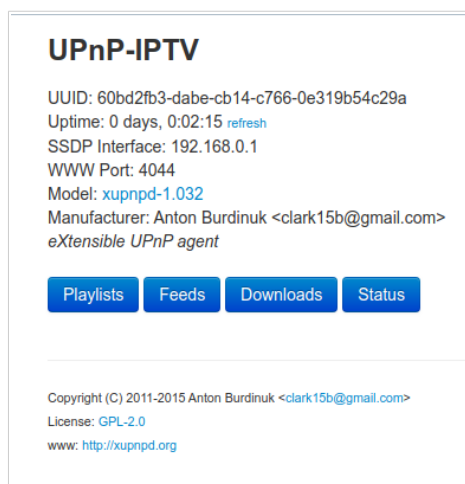 UPnP-IPTV
UUID: 60bd2fb3-dabe-cb14-c766-0e319b54c29a
Uptime: 0 days, 0:02:15 refresh
SSDP Interface: 192.168.0.1
WWW Port: 4044
Model: xupnpd-1.032
Manufacturer: Anton Burdinuk <clark15b@gmail.com>
eXtensible UPnP agent
Playlists Feeds Downloads Status
Copyright (C) 2011-2015 Anton Burdinuk <clark15b@gmail.com>
License: GPL-2.0
www: http://xupnpd.org